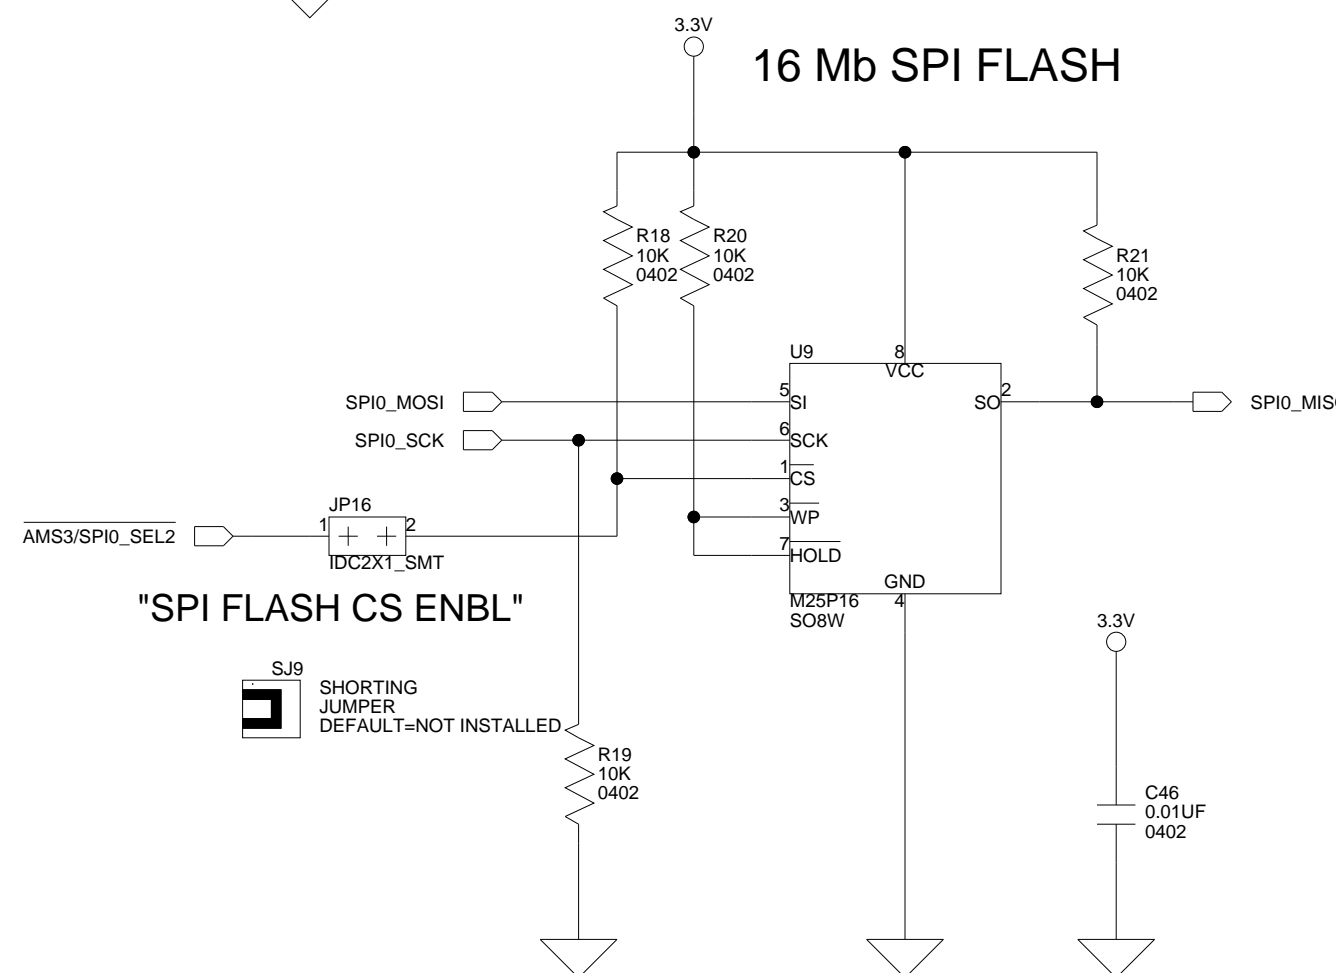 3.3V
16 Mb SPI FLASH
R18
10K
0402
R20
10K
0402
R21
10K
0402
U9
8
VCC
SPI0_MOSI
5
SI
SO
2
SPI0_MIS
SPI0_SCK
6
SCK
1
CS
JP16
3
WP
AMS3/SPI0_SEL2
1
2
7
HOLD
IDC2X1_SMT
GND
4
M25P16
SO8W
"SPI FLASH CS ENBL"
3.3V
SJ9
SHORTING
JUMPER
DEFAULT=NOT INSTALLED
R19
10K
0402
C46
0.01UF
0402